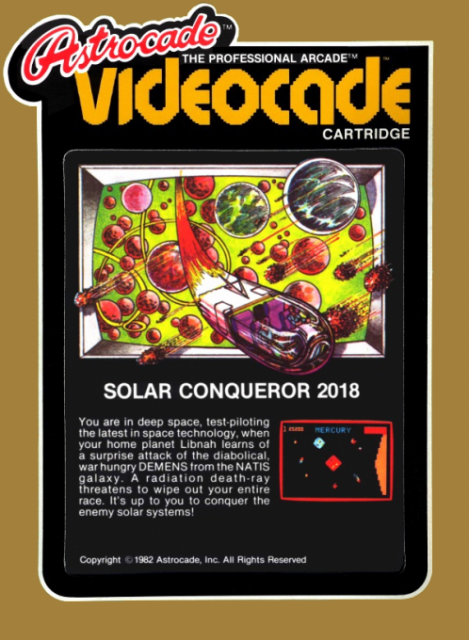 Astrocade™
THE PROFESSIONAL ARCADE™ ™
VIDEOCADE
CARTRIDGE
SOLAR CONQUEROR 2018
You are in deep space, test-piloting
the latest in space technology, when
your home planet Libnah learns of
a surprise attack of the diabolical,
war hungry DEMENS from the NATIS
galaxy. A radiation death-ray
threatens to wipe out your entire
race. It's up to you to conquer the
enemy solar systems!
MERCURY
Copyright ©1982 Astrocade, Inc. All Rights Reserved